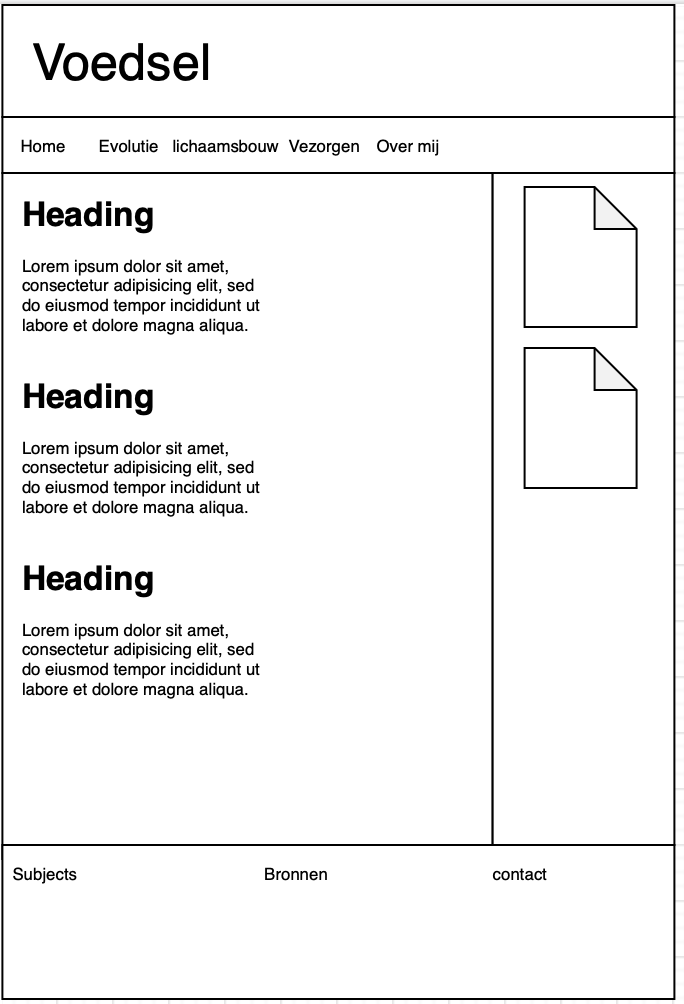 Voedsel
Home Evolutie lichaamsbouw Vezorgen Over mij
Heading
Lorem ipsum dolor sit amet,
consectetur adipisicing elit, sed
do eiusmod tempor incididunt ut
labore et dolore magna aliqua.
Heading
Lorem ipsum dolor sit amet,
consectetur adipisicing elit, sed
do eiusmod tempor incididunt ut
labore et dolore magna aliqua.
Heading
Lorem ipsum dolor sit amet,
consectetur adipisicing elit, sed
do eiusmod tempor incididunt ut
labore et dolore magna aliqua.
Subjects Bronnen contact